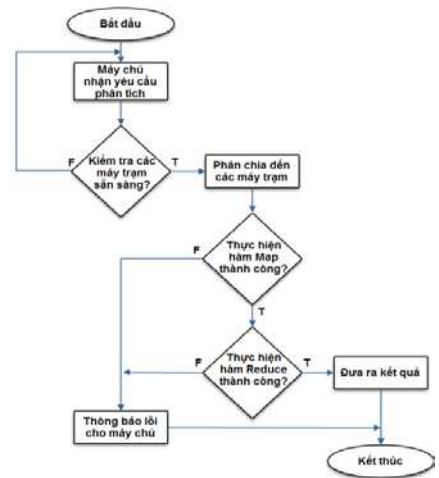 Bắt đầu
Máy chủ
nhận yêu cầu
phân tích
F
Kiểm tra các
máy trạm
sẵn sàng?
T
Phân chia đến
các máy trạm
F
Thực hiện
hàm Map
thành công?
T
F
Thực hiện
hàm Reduce
thành công?
T
Đưa ra kết quả
Thông báo lỗi
cho máy chủ
Kết thúc